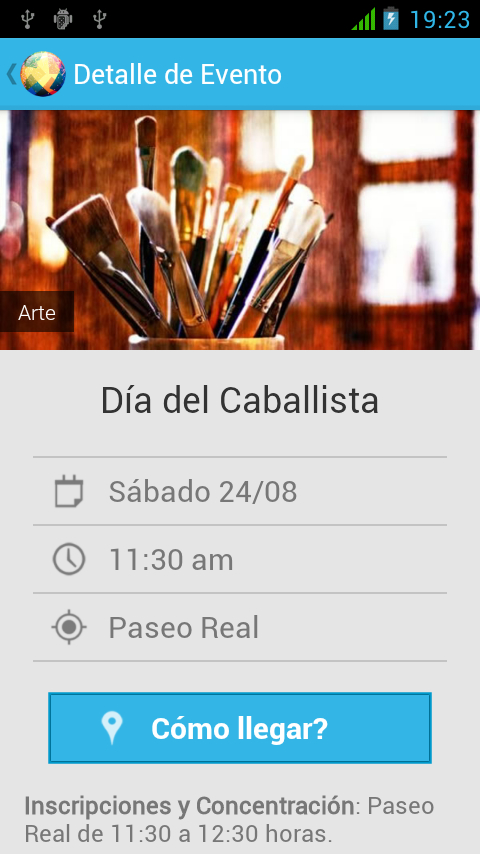 19:23
Detalle de Evento
Arte
Día del Caballista
Sábado 24/08
11:30 am
Paseo Real
Cómo llegar?
Inscripciones y Concentración: Paseo
Real de 11:30 a 12:30 horas.